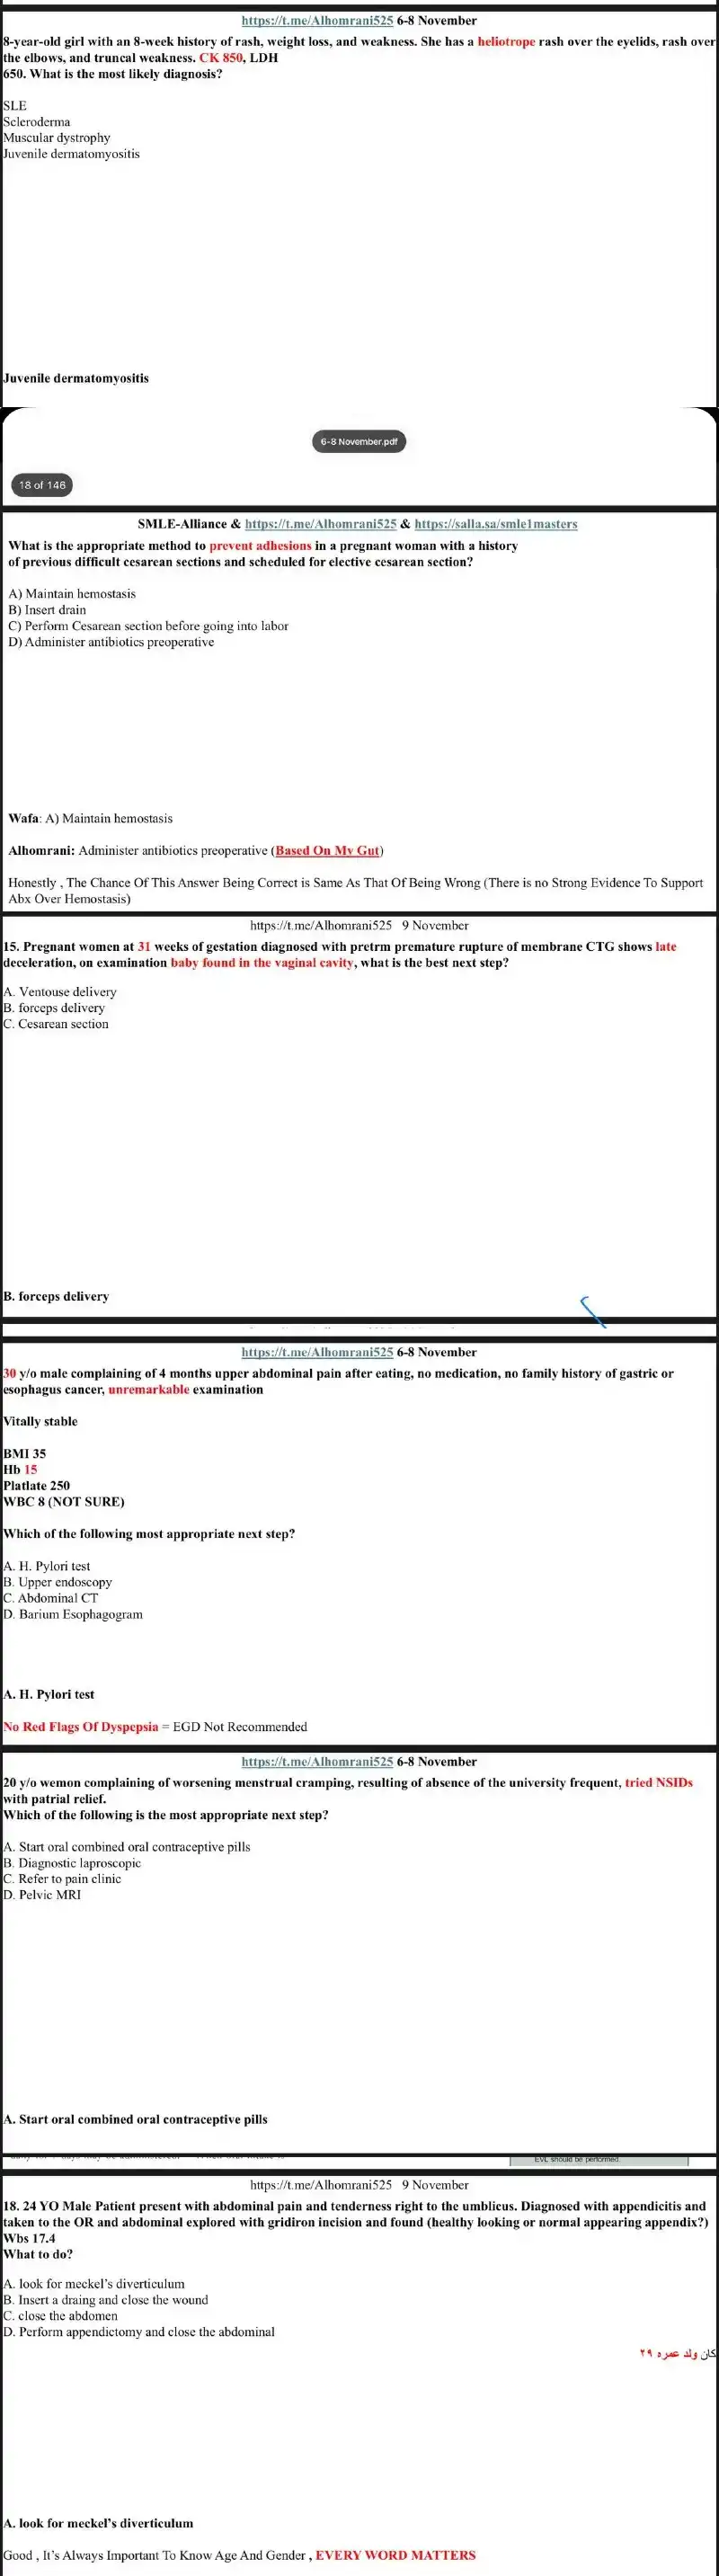 https://t.me/Alhomrani525 6-8 November
8-year-old girl with an 8-week history of rash, weight loss, and weakness. She has a heliotrope rash over the eyelids, rash over
the elbows, and truncal weakness. CK 850, LDH
650. What is the most likely diagnosis?
SLE
Scleroderma
Muscular dystrophy
Juvenile dermatomyositis
Juvenile dermatomyositis
6-8 November.pdf
18 of 146
SMLE-Alliance & https://t.me/Alhomrani525 & https://salla.sa/smle1masters
What is the appropriate method to prevent adhesions in a pregnant woman with a history
of previous difficult cesarean sections and scheduled for elective cesarean section?
A) Maintain hemostasis
B) Insert drain
C) Perform Cesarean section before going into labor
D) Administer antibiotics preoperative
Wafa: A) Maintain hemostasis
Alhomrani: Administer antibiotics preoperative (Based On My Gut)
Honestly , The Chance Of This Answer Being Correct is Same As That Of Being Wrong (There is no Strong Evidence To Support
Abx Over Hemostasis)
https://t.me/Alhomrani525 9 November
15. Pregnant women at 31 weeks of gestation diagnosed with pretrm premature rupture of membrane CTG shows late
deceleration, on examination baby found in the vaginal cavity, what is the best next step?
A. Ventouse delivery
B. forceps delivery
C. Cesarean section
B. forceps delivery
https://t.me/Alhomrani525 6-8 November
30 y/o male complaining of 4 months upper abdominal pain after eating, no medication, no family history of gastric or
esophagus cancer, unremarkable examination
Vitally stable
BMI 35
Hb 15
Platlate 250
WBC 8 (NOT SURE)
Which of the following most appropriate next step?
A. H. Pylori test
B. Upper endoscopy
C. Abdominal CT
D. Barium Esophagogram
A. H. Pylori test
No Red Flags Of Dyspepsia = EGD Not Recommended
https://t.me/Alhomrani525 6-8 November
20 y/o wemon complaining of worsening menstrual cramping, resulting of absence of the university frequent, tried NSIDs
with patrial relief.
Which of the following is the most appropriate next step?
A. Start oral combined oral contraceptive pills
B. Diagnostic laproscopic
C. Refer to pain clinic
D. Pelvic MRI
A. Start oral combined oral contraceptive pills
EVL should be performed.
https://t.me/Alhomrani525 9 November
18. 24 YO Male Patient present with abdominal pain and tenderness right to the umblicus. Diagnosed with appendicitis and
taken to the OR and abdominal explored with gridiron incision and found (healthy looking or normal appearing appendix?)
Wbs 17.4
What to do?
A. look for meckel's diverticulum
B. Insert a draing and close the wound
C. close the abdomen
D. Perform appendictomy and close the abdominal
كان ولد عمره ٢٩
A. look for meckel's diverticulum
Good , It's Always Important To Know Age And Gender , EVERY WORD MATTERS